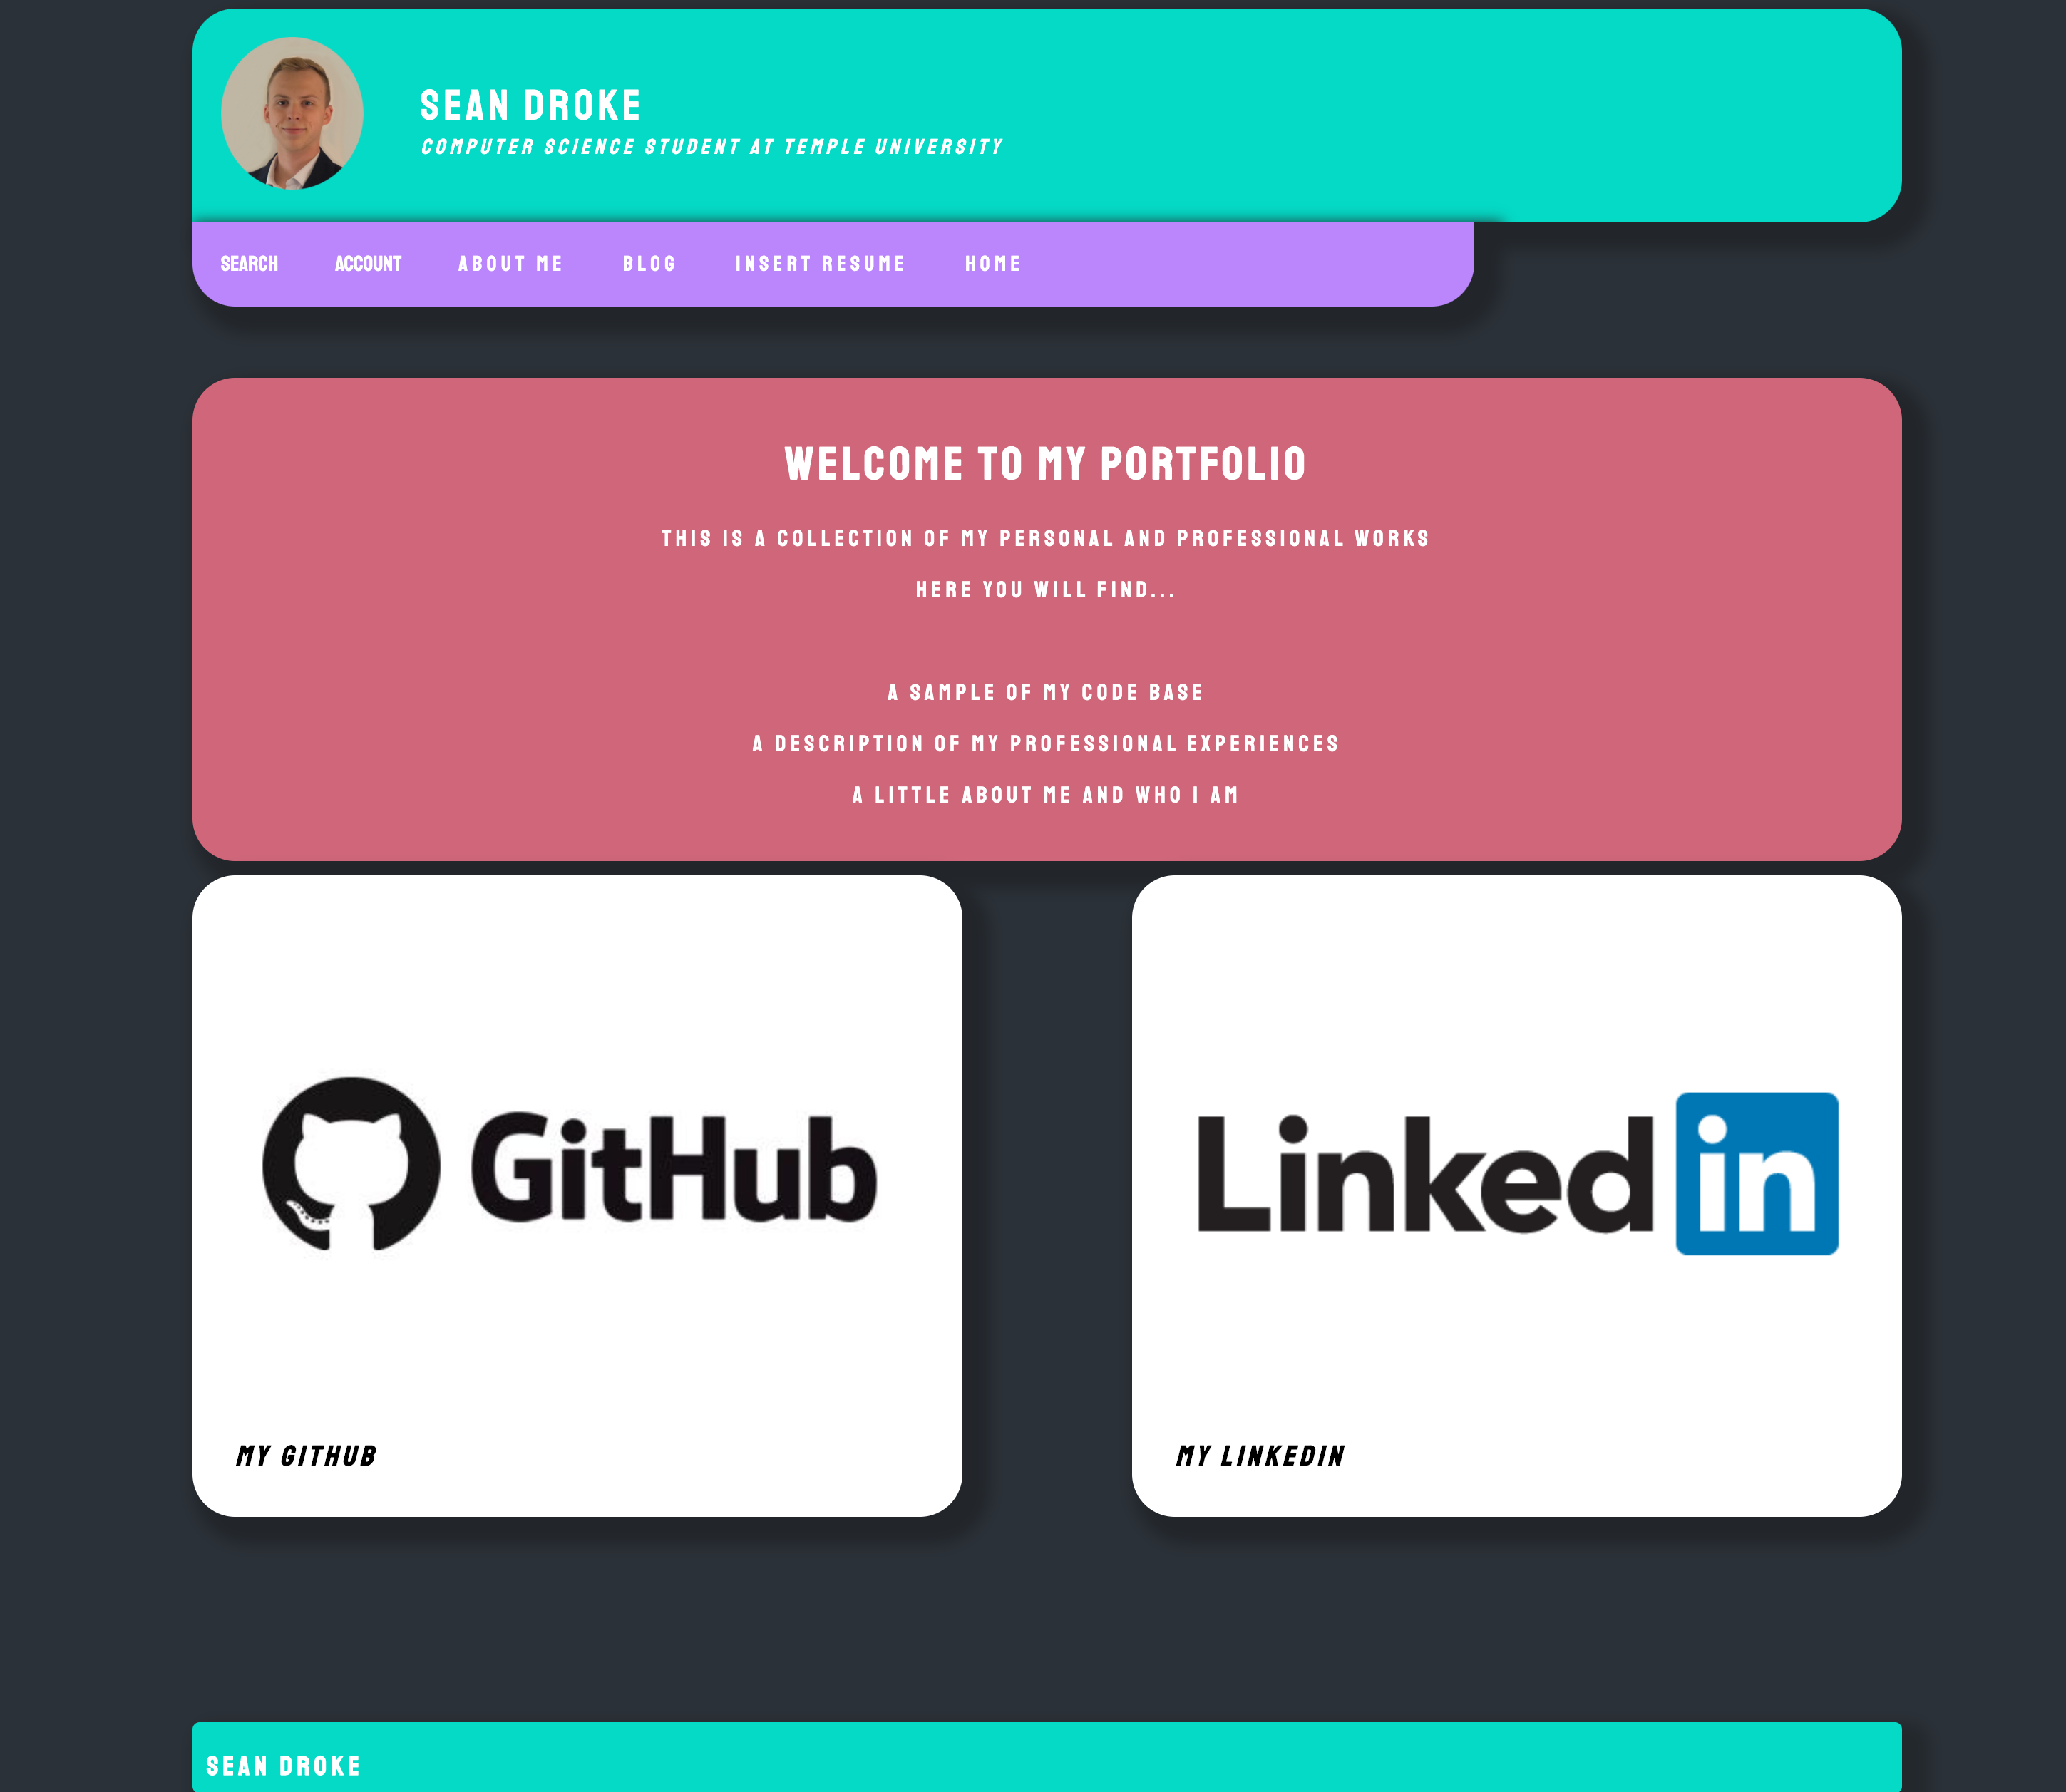 SEAN DROKE
COMPUTER SCIENCE STUDENT AT TEMPLE UNIVERSITY
SEARCH ACCOUNT ABOUT ME BLOG INSERT RESUME HOME
WELCOME TO MY PORTFOLIO
THIS IS A COLLECTION OF MY PERSONAL AND PROFESSIONAL WORKS
HERE YOU WILL FIND...
A SAMPLE OF MY CODE BASE
A DESCRIPTION OF MY PROFESSIONAL EXPERIENCES
A LITTLE ABOUT ME AND WHO I AM
GitHub
MY GITHUB
Linkedin
MY LINKEDIN
SEAN DROKE